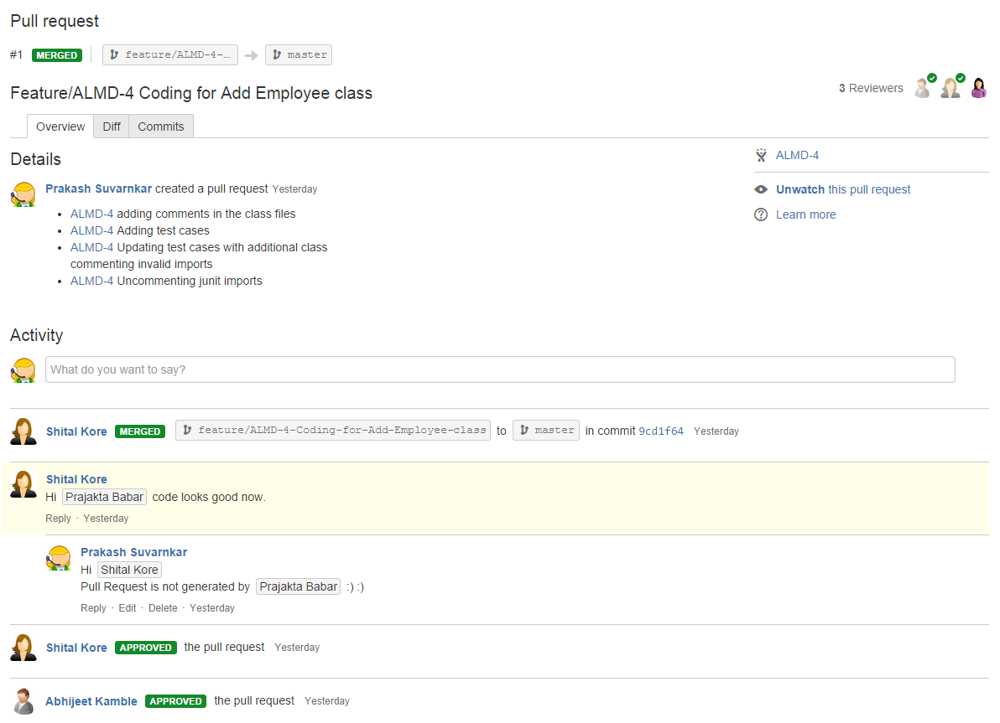 Pull request
#1 MERGED feature/ALMD-4-… master
Feature/ALMD-4 Coding for Add Employee class
3 Reviewers
Overview Diff Commits
Details
ALMD-4
Prakash Suvarnkar created a pull request Yesterday
Unwatch this pull request
• ALMD-4 adding comments in the class files
Learn more
• ALMD-4 Adding test cases
• ALMD-4 Updating test cases with additional class
commenting invalid imports
• ALMD-4 Uncommenting junit imports
Activity
What do you want to say?
Shital Kore MERGED feature/ALMD-4-Coding-for-Add-Employee-class to master in commit 9cd1f64 Yesterday
Shital Kore
Hi Prajakta Babar code looks good now.
Reply · Yesterday
Prakash Suvarnkar
Hi Shital Kore
Pull Request is not generated by Prajakta Babar :) :)
Reply · Edit · Delete · Yesterday
Shital Kore APPROVED the pull request Yesterday
Abhijeet Kamble APPROVED the pull request Yesterday